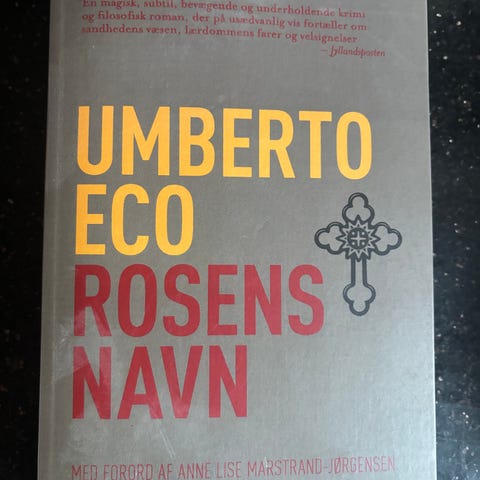 En magisk, subtil, bevægende og underholdende krimi
og filosofisk roman, der på usædvanlig vis fortæller om
sandhedens væsen, lærdommens farer og velsignelser
– Jyllandsposten
UMBERTO
ECO
ROSENS
NAVN
MED FORORD AF ANNE LISE MARSTRAND-JØRGENSEN